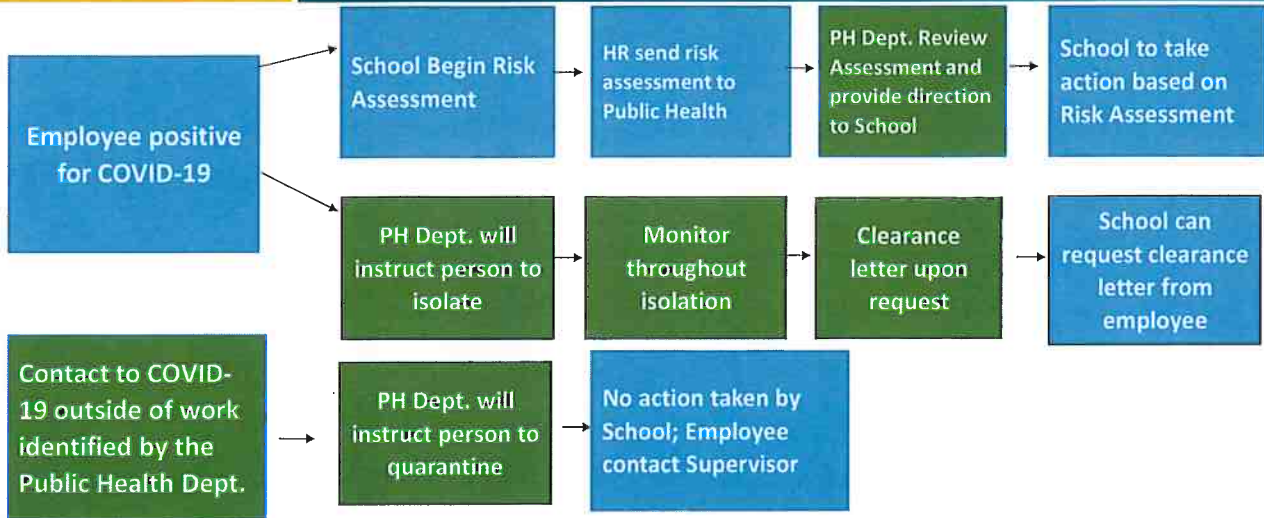 Employee positive
for COVID-19
School Begin Risk
Assessment
HR send risk
assessment to
Public Health
PH Dept. Review
Assessment and
provide direction
to School
School to take
action based on
Risk Assessment
PH Dept. will
instruct person to
isolate
Monitor
throughout
isolation
Clearance
letter upon
request
School can
request clearance
letter from
employee
Contact to COVID-
19 outside of work
identified by the
Public Health Dept.
PH Dept. will
instruct person to
quarantine
No action taken by
School; Employee
contact Supervisor